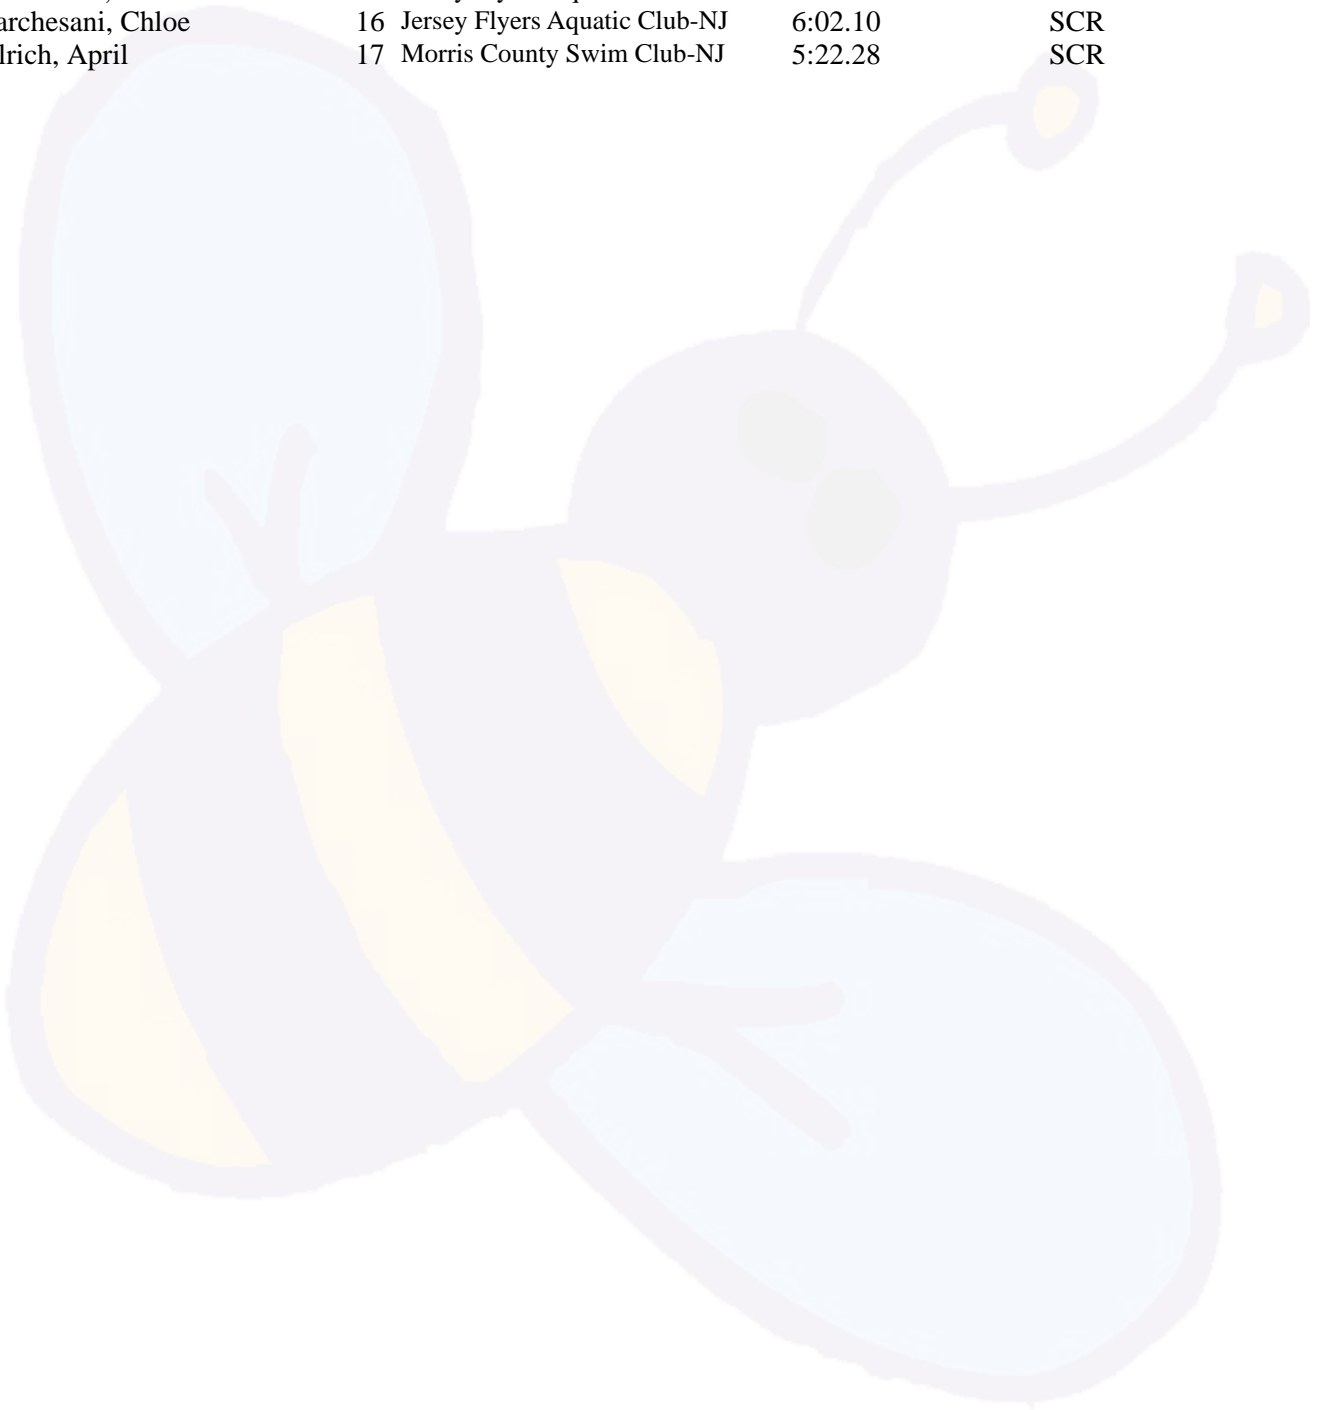 archesani, Chloe 16 Jersey Flyers Aquatic Club-NJ 6:02.10 SCR
lrich, April 17 Morris County Swim Club-NJ 5:22.28 SCR